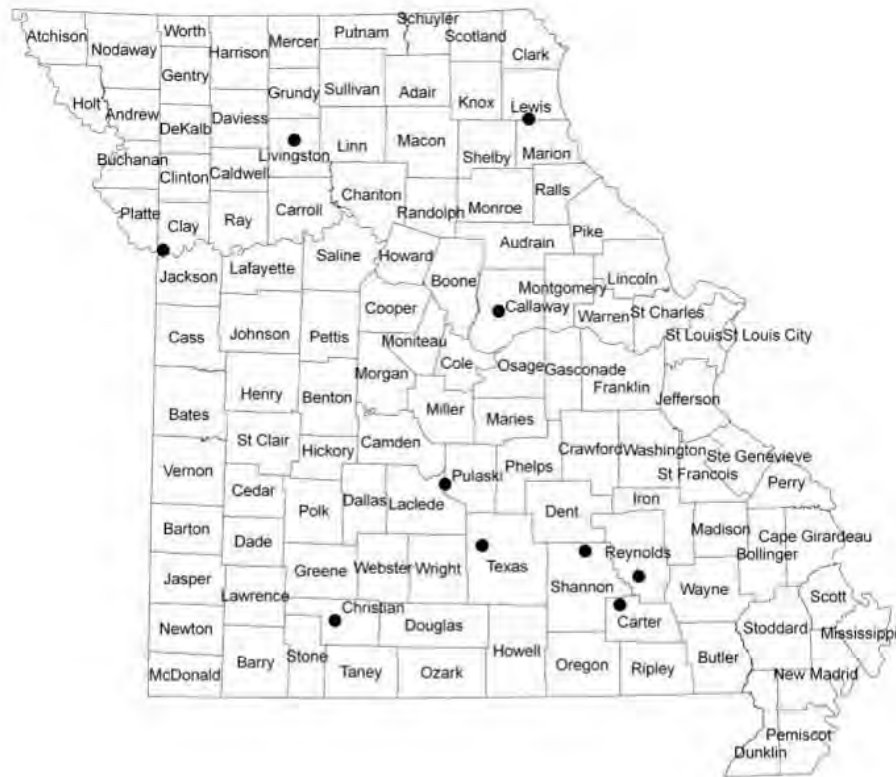 Schuyler
Atchison
Worth
Mercer
Putnam
Scotland
Nodaway
Harrison
Clark
Gentry
Holt
Grundy
Sullivan
Adair
Knox
Lewis
Andrew
DeKalb
Daviess
Livingston
Linn
Macon
Shelby
Marion
Buchanan
Clinton
Caldwell
Chariton
Ralls
Platte
Clay
Ray
Carroll
Randolph
Monroe
Pike
Audrain
Jackson
Lafayette
Saline
Howard
Boone
Montgomery
Lincoln
Callaway
Cooper
Warren
St Charles
Cass
Johnson
Pettis
Moniteau
St Louis
St Louis City
Cole
Osage
Gasconade
Morgan
Franklin
Henry
Benton
Jefferson
Bates
Miller
Maries
St Clair
Hickory
Camden
Crawford
Washington
Ste Genevieve
Vernon
Pulaski
Phelps
St Francois
Perry
Cedar
Polk
Dallas
Laclede
Dent
Iron
Barton
Dade
Madison
Cape Girardeau
Bollinger
Reynolds
Jasper
Greene
Webster
Wright
Texas
Shannon
Wayne
Scott
Lawrence
Christian
Newton
Douglas
Carter
Stoddard
Mississippi
McDonald
Barry
Stone
Taney
Ozark
Howell
Oregon
Ripley
Butler
New Madrid
Dunklin
Pemiscot